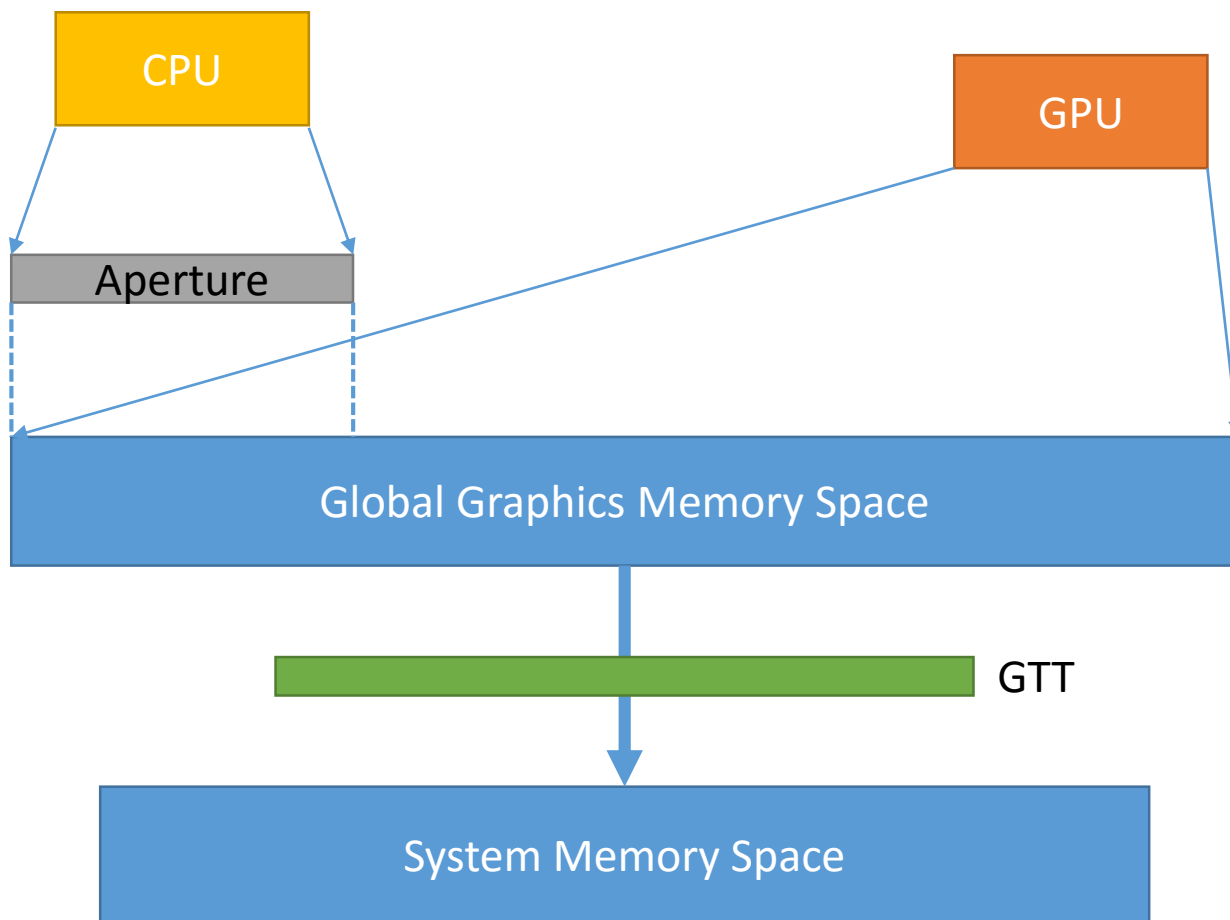 CPU
GPU
Aperture
Global Graphics Memory Space
GTT
System Memory Space